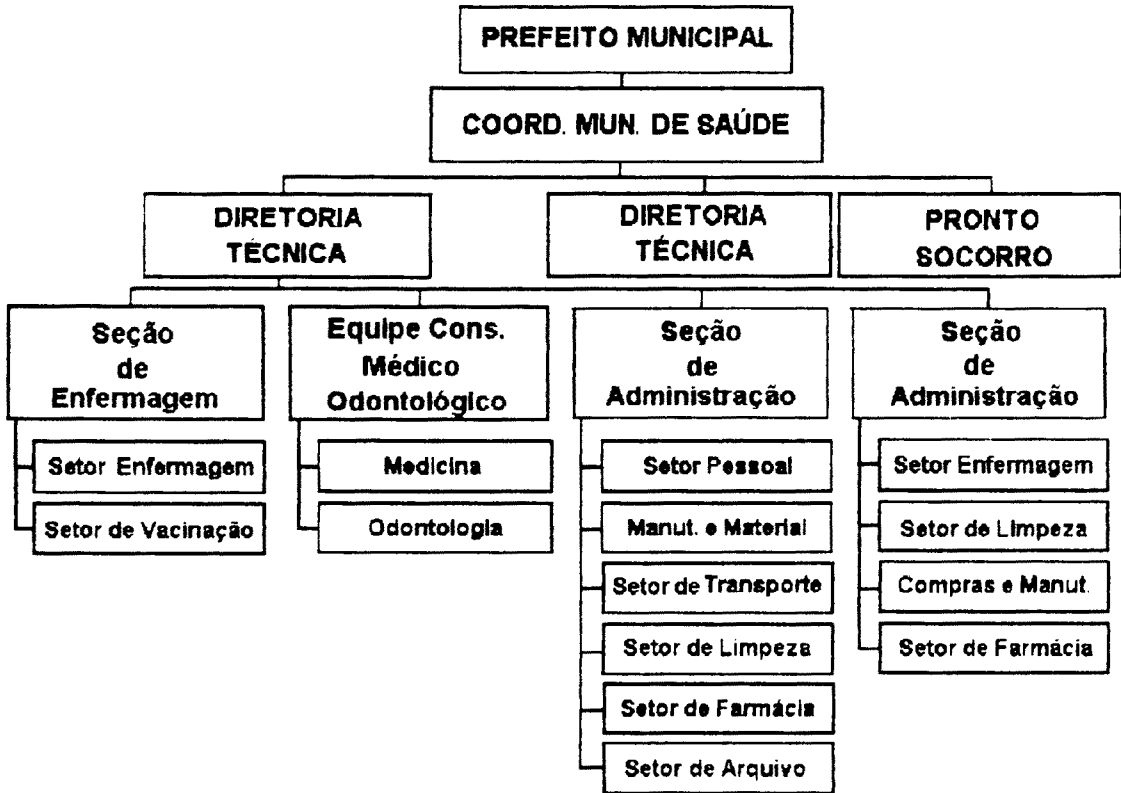 PREFEITO MUNICIPAL
COORD. MUN. DE SAÚDE
DIRETORIA
TÉCNICA
DIRETORIA
TÉCNICA
PRONTO
SOCORRO
Seção
de
Enfermagem
Setor Enfermagem
Setor de Vacinação
Equipe Cons.
Médico
Odontológico
Medicina
Odontologia
Seção
de
Administração
Setor Pessoal
Manut. e Material
Setor de Transporte
Setor de Limpeza
Setor de Farmácia
Setor de Arquivo
Seção
de
Administração
Setor Enfermagem
Setor de Limpeza
Compras e Manut.
Setor de Farmácia